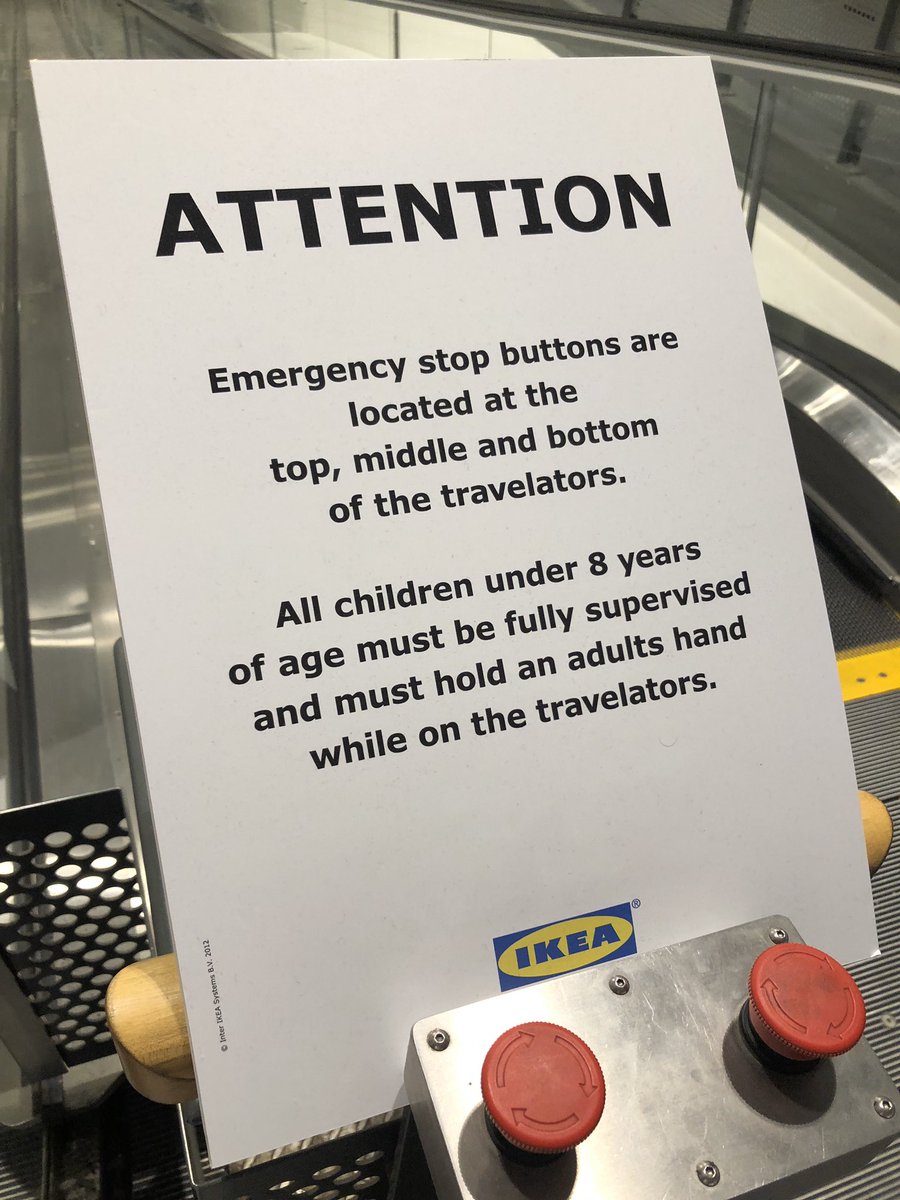 ATTENTION
Emergency stop buttons are
located at the
top, middle and bottom
of the travelators.
All children under 8 years
of age must be fully supervised
and must hold an adults hand
while on the travelators.
IKEA®
© Inter IKEA Systems B.V. 2012